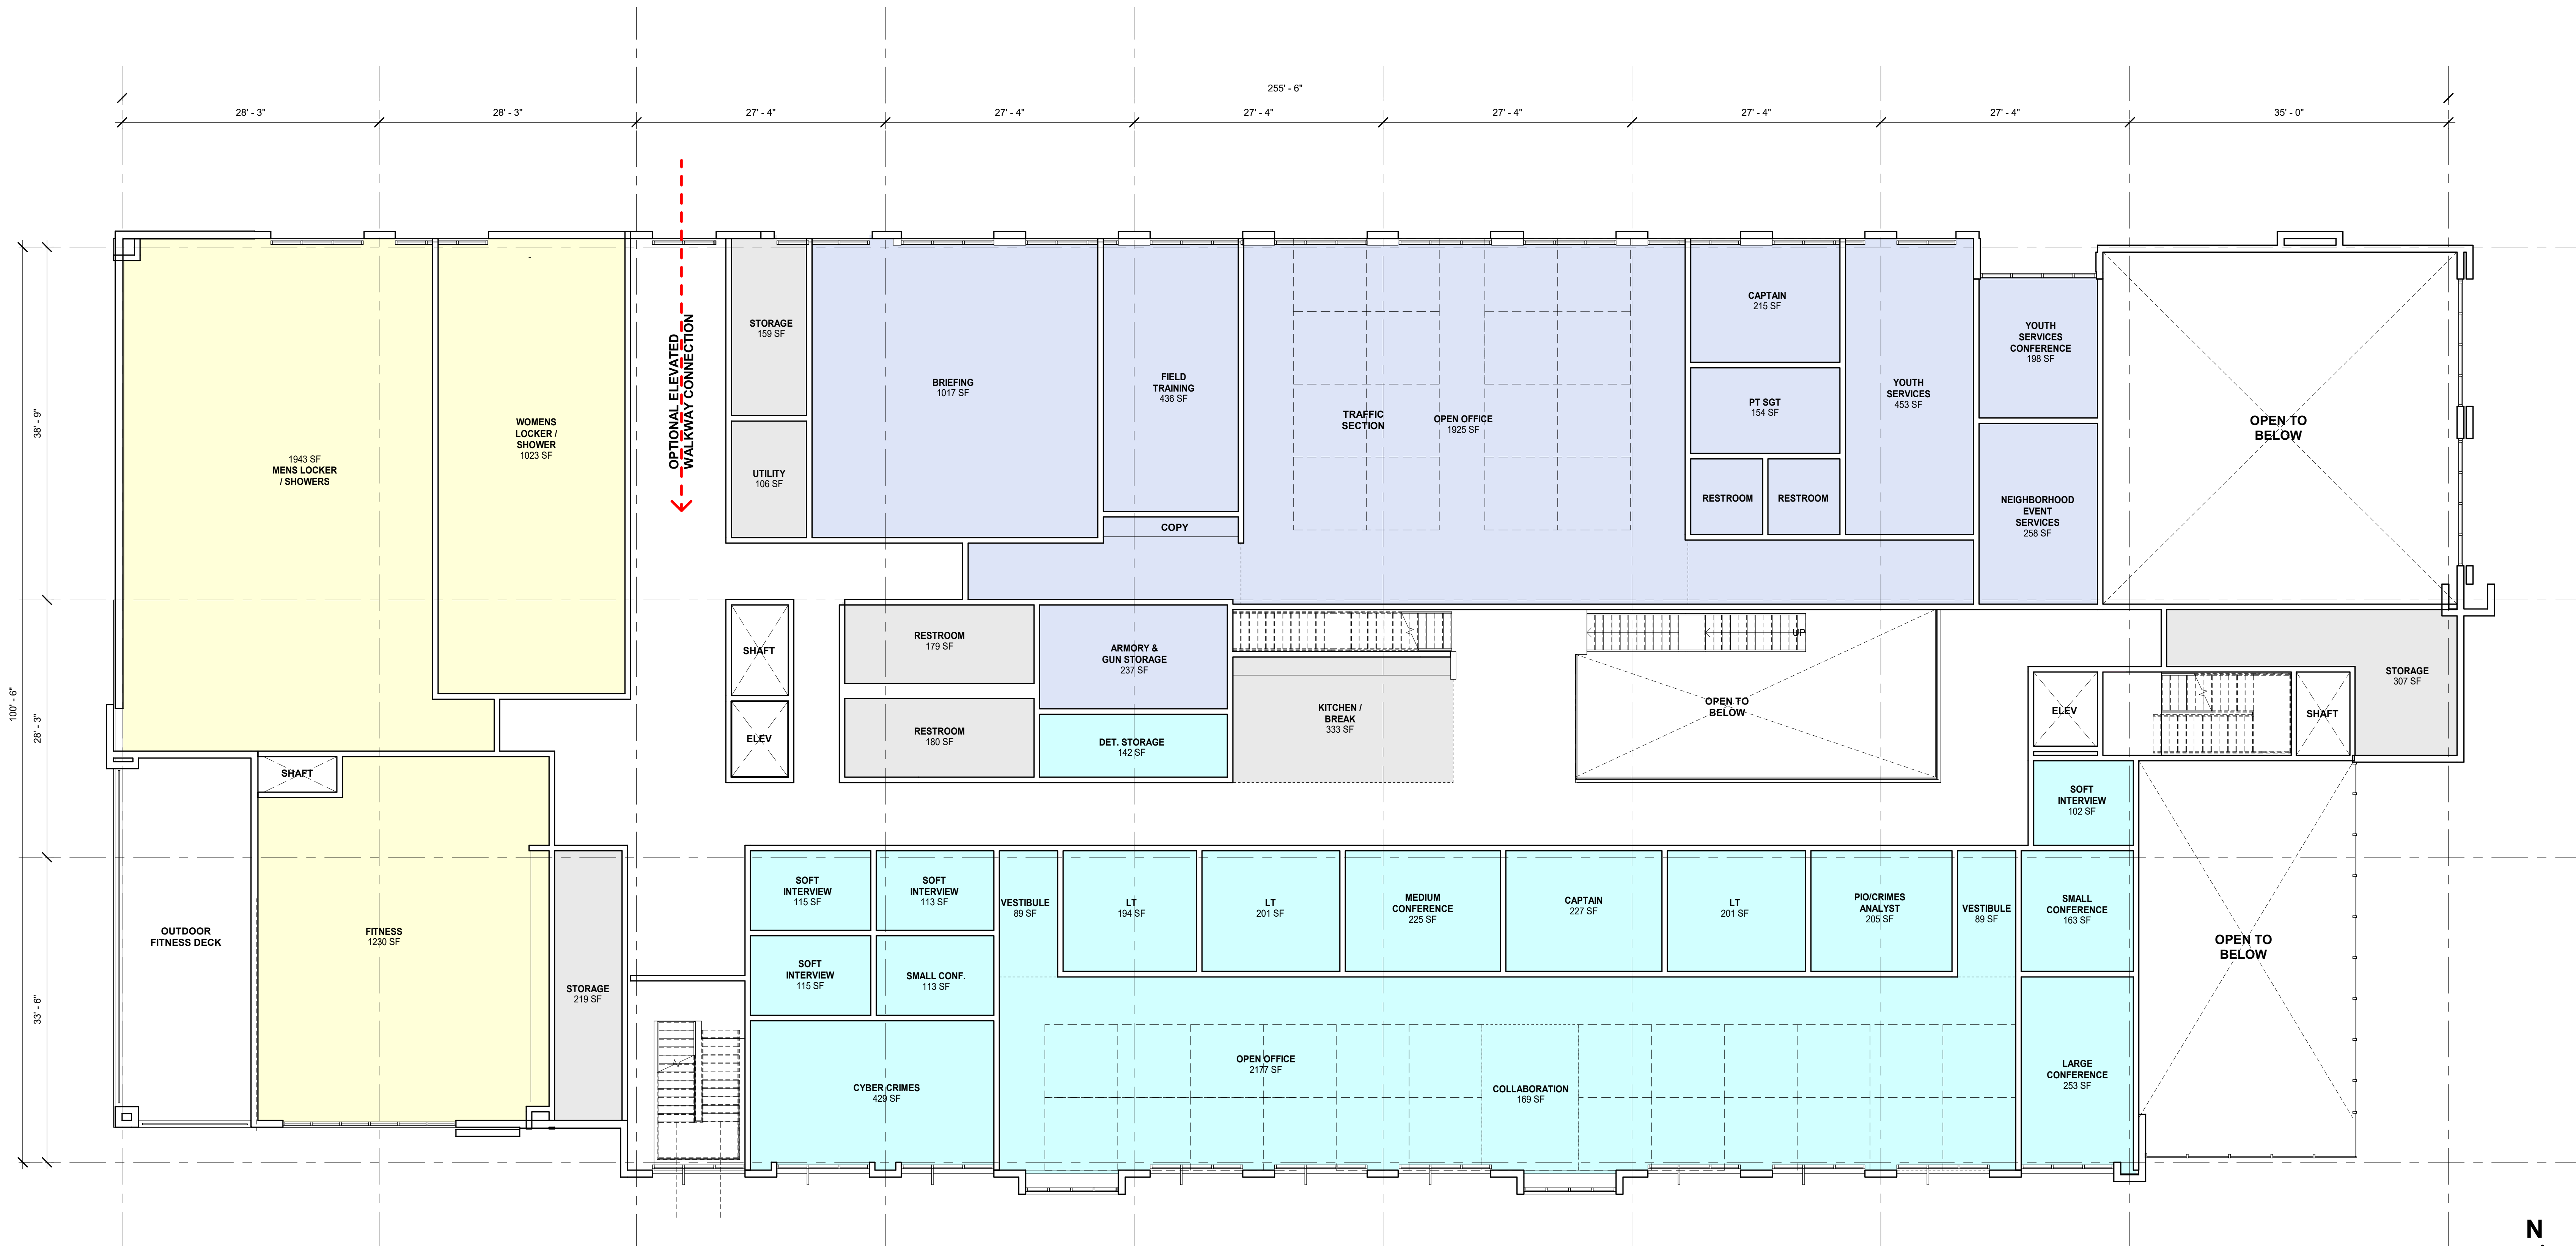 255' - 6"
28' - 3"
28' - 3"
27' - 4"
27' - 4"
27' - 4"
27' - 4"
27' - 4"
27' - 4"
35' - 0"
100' - 6"
38' - 9"
28' - 3"
33' - 6"
1943 SF
MENS LOCKER
/ SHOWERS
WOMENS
LOCKER /
SHOWER
1023 SF
OPTIONAL ELEVATED
WALKWAY CONNECTION
STORAGE
159 SF
UTILITY
106 SF
BRIEFING
1017 SF
FIELD
TRAINING
436 SF
COPY
TRAFFIC
SECTION
OPEN OFFICE
1925 SF
CAPTAIN
215 SF
PT SGT
154 SF
RESTROOM
RESTROOM
YOUTH
SERVICES
453 SF
YOUTH
SERVICES
CONFERENCE
198 SF
NEIGHBORHOOD
EVENT
SERVICES
258 SF
OPEN TO
BELOW
SHAFT
ELEV
RESTROOM
179 SF
RESTROOM
180 SF
ARMORY &
GUN STORAGE
237 SF
DET. STORAGE
142 SF
KITCHEN /
BREAK
333 SF
UP
OPEN TO
BELOW
ELEV
SHAFT
STORAGE
307 SF
SHAFT
OUTDOOR
FITNESS DECK
FITNESS
1230 SF
STORAGE
219 SF
SOFT
INTERVIEW
115 SF
SOFT
INTERVIEW
113 SF
SOFT
INTERVIEW
115 SF
SMALL CONF.
113 SF
CYBER CRIMES
429 SF
VESTIBULE
89 SF
LT
194 SF
LT
201 SF
MEDIUM
CONFERENCE
225 SF
CAPTAIN
227 SF
LT
201 SF
PIO/CRIMES
ANALYST
205 SF
VESTIBULE
89 SF
SOFT
INTERVIEW
102 SF
SMALL
CONFERENCE
163 SF
LARGE
CONFERENCE
253 SF
OPEN OFFICE
2177 SF
COLLABORATION
169 SF
OPEN TO
BELOW
N